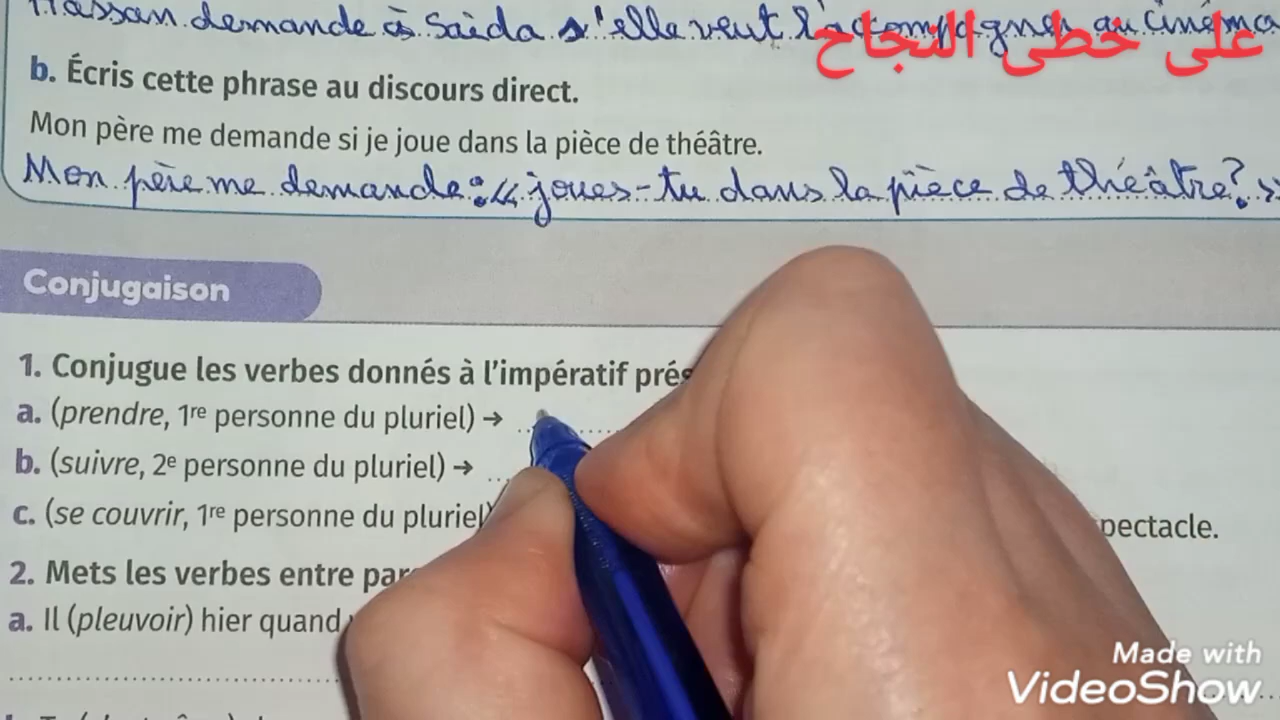 Hassan demande à Saida s'elle veut l'accompagner au cinéma
على خطى النجاح
b. Écris cette phrase au discours direct.
Mon père me demande si je joue dans la pièce de théâtre.
Mon père me demande : « joues-tu dans la pièce de théâtre? »
Conjugaison
1. Conjugue les verbes donnés à l'impératif prés
a. (prendre, 1re personne du pluriel) →
b. (suivre, 2e personne du pluriel) →
c. (se couvrir, 1re personne du pluriel) pectacle.
2. Mets les verbes entre par
a. Il (pleuvoir) hier quand
Made with
VideoShow